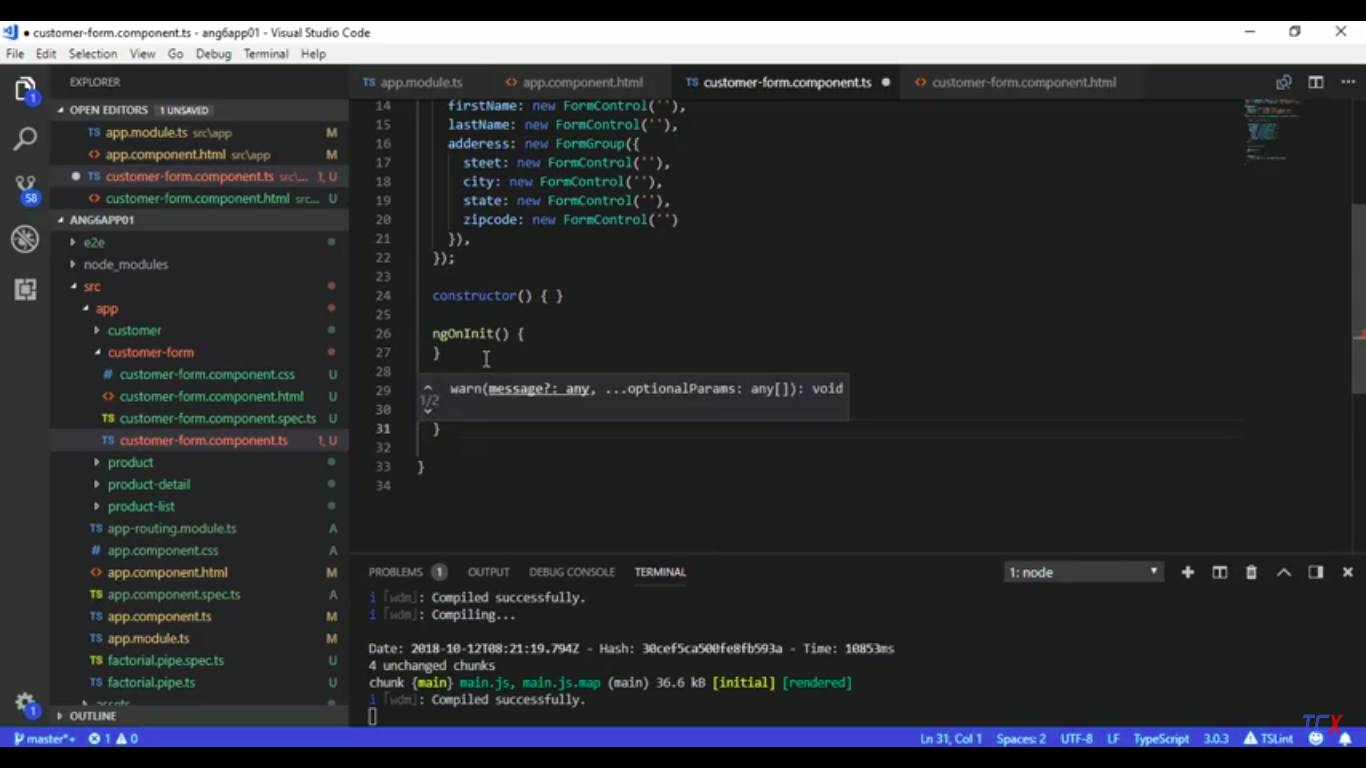 ● customer-form.component.ts - ang6app01 - Visual Studio Code
File Edit Selection View Go Debug Terminal Help
EXPLORER
TS app.module.ts <> app.component.html TS customer-form.component.ts ● <> customer-form.component.html
OPEN EDITORS 1 UNSAVED
TS app.module.ts src\app M
<> app.component.html src\app M
● TS customer-form.component.ts src\... 1, U
<> customer-form.component.html src... U
ANG6APP01
e2e
node_modules
src
app
customer
customer-form
# customer-form.component.css U
<> customer-form.component.html U
TS customer-form.component.spec.ts U
TS customer-form.component.ts 1, U
product
product-detail
product-list
TS app-routing.module.ts A
# app.component.css A
<> app.component.html M
TS app.component.spec.ts A
TS app.component.ts M
TS app.module.ts M
TS factorial.pipe.spec.ts U
TS factorial.pipe.ts U
assets
OUTLINE
1
58
1
14 firstName: new FormControl(''),
15 lastName: new FormControl(''),
16 adderess: new FormGroup({
17 steet: new FormControl(''),
18 city: new FormControl(''),
19 state: new FormControl(''),
20 zipcode: new FormControl('')
21 }),
22 });
23
24 constructor() { }
25
26 ngOnInit() {
27 }
28
29 warn(message?: any, ...optionalParams: any[]): void
1/2
30
31 }
32
33 }
34
PROBLEMS 1 OUTPUT DEBUG CONSOLE TERMINAL 1: node
i ｢wdm｣: Compiled successfully.
i ｢wdm｣: Compiling...
Date: 2018-10-12T08:21:19.794Z - Hash: 30cef5ca500fe8fb593a - Time: 10853ms
4 unchanged chunks
chunk {main} main.js, main.js.map (main) 36.6 kB [initial] [rendered]
i ｢wdm｣: Compiled successfully.
TCX
master*+ 1 0 Ln 31, Col 1 Spaces: 2 UTF-8 LF TypeScript 3.0.3 TSLint